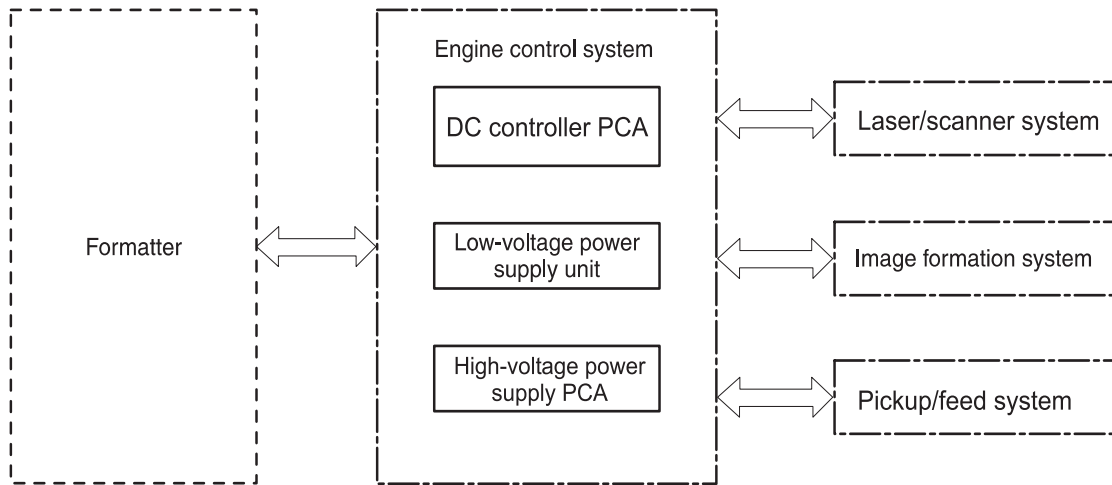 Formatter
Engine control system
DC controller PCA
Low-voltage power
supply unit
High-voltage power
supply PCA
Laser/scanner system
Image formation system
Pickup/feed system